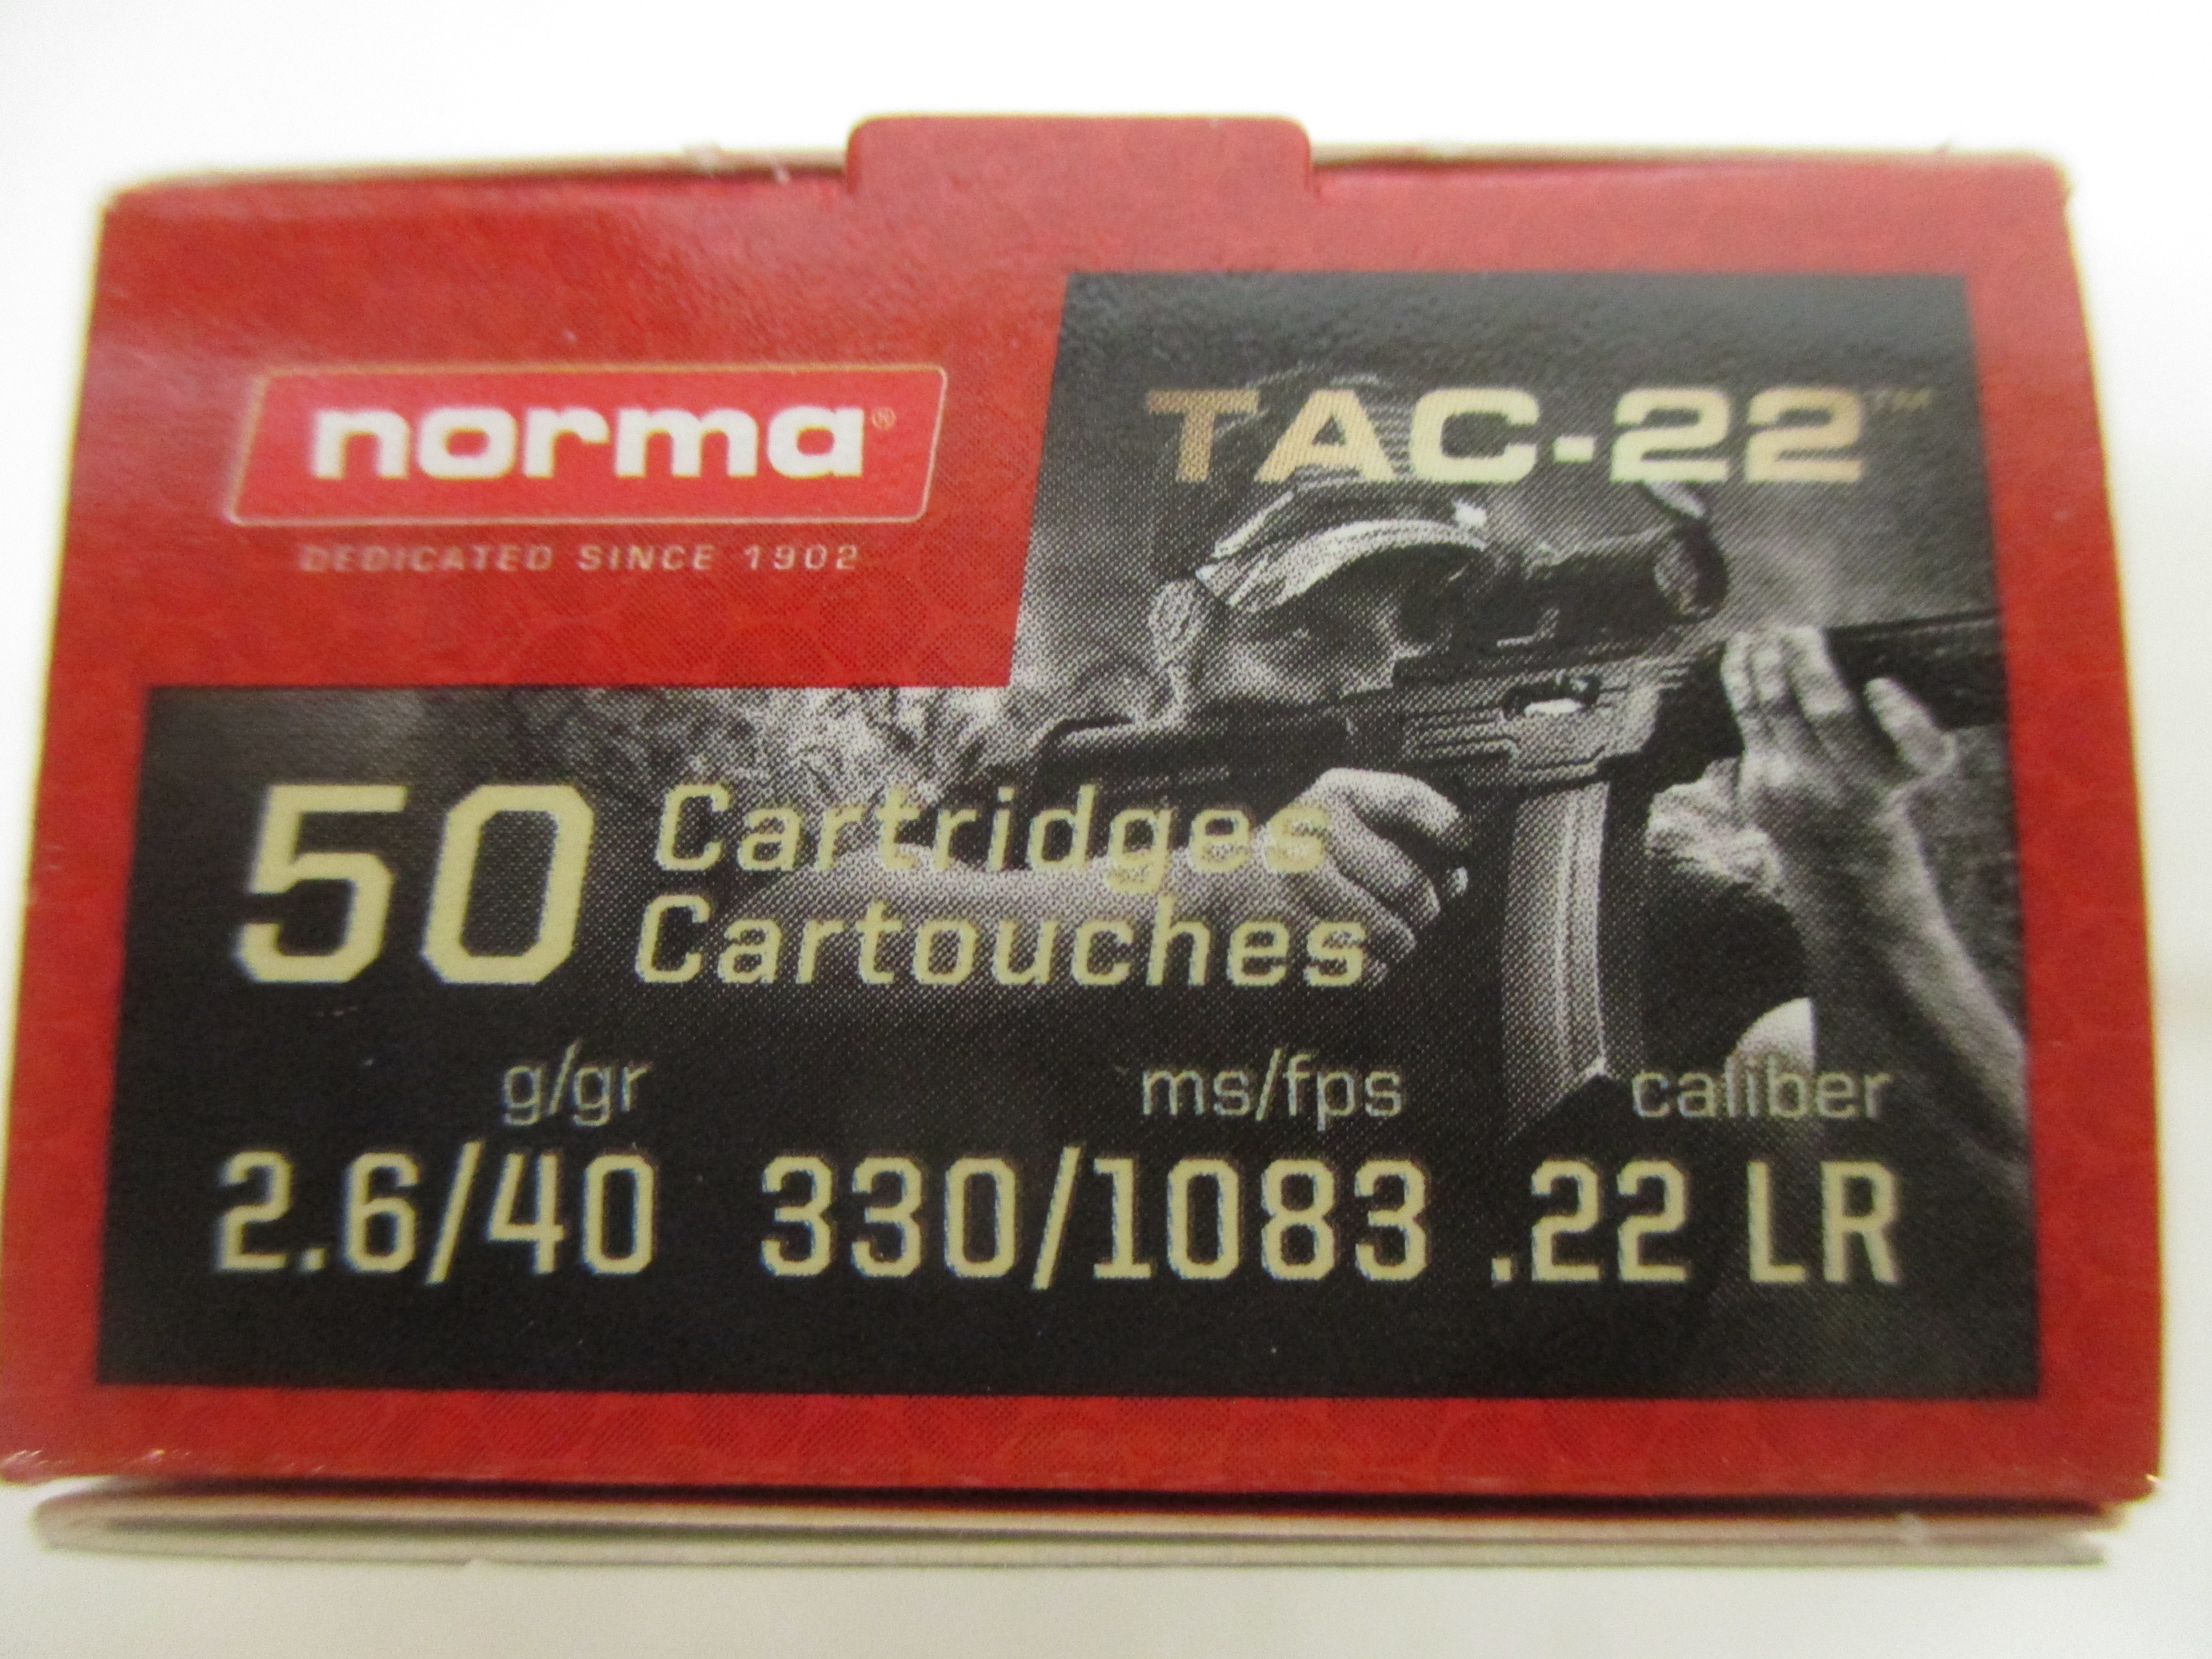 norma®
DEDICATED SINCE 1902
TAC-22™
50 Cartridges
Cartouches
g/gr ms/fps caliber
2.6/40 330/1083 .22 LR